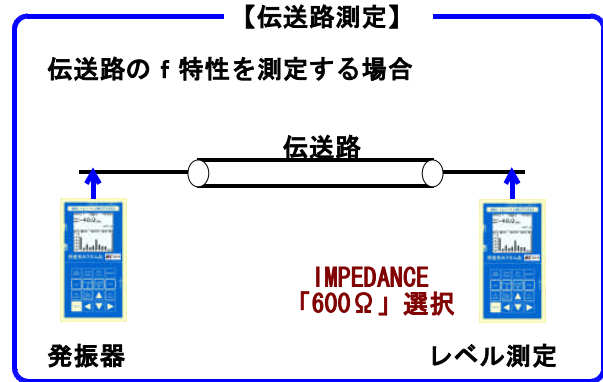 【伝送路測定】
伝送路の f 特性を測定する場合
伝送路
IMPEDANCE
「600Ω」選択
発振器
レベル測定